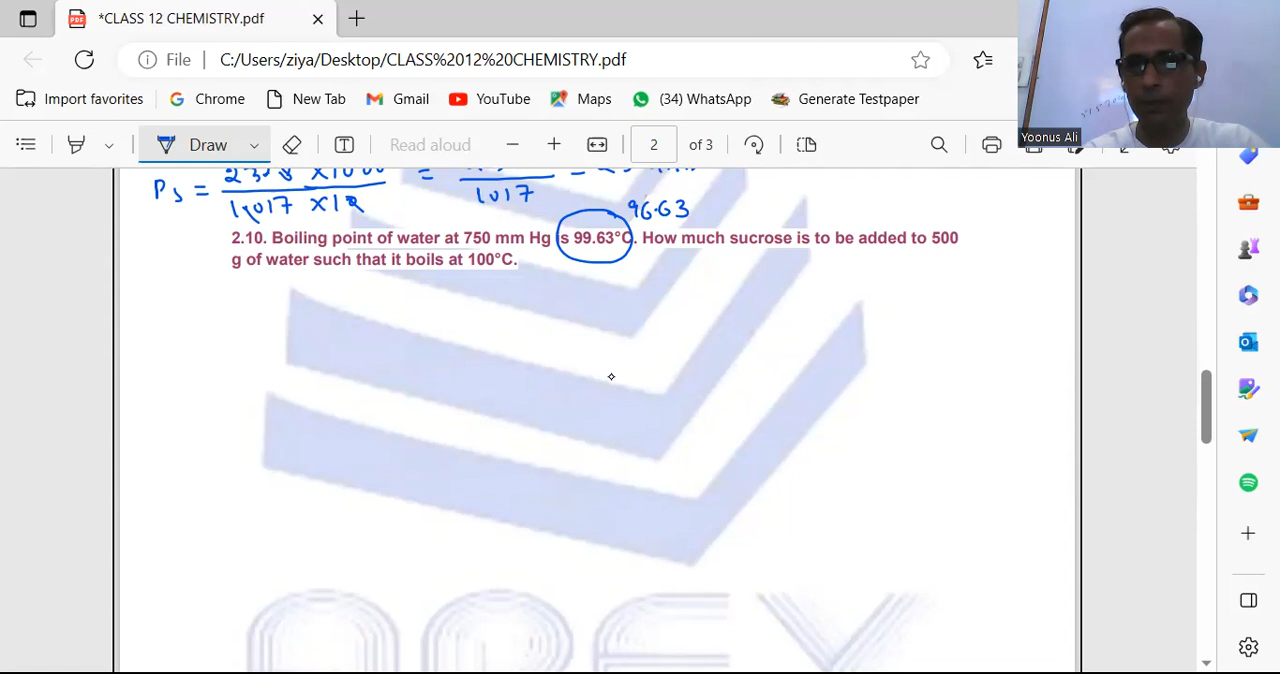 *CLASS 12 CHEMISTRY.pdf
File | C:/Users/ziya/Desktop/CLASS%2012%20CHEMISTRY.pdf
Import favorites Chrome New Tab Gmail YouTube Maps (34) WhatsApp Generate Testpaper
Yoonus Ali
Draw Read aloud 2 of 3
Ps =
1017 =
96.63
2.10. Boiling point of water at 750 mm Hg is 99.63°C. How much sucrose is to be added to 500
g of water such that it boils at 100°C.
APEX